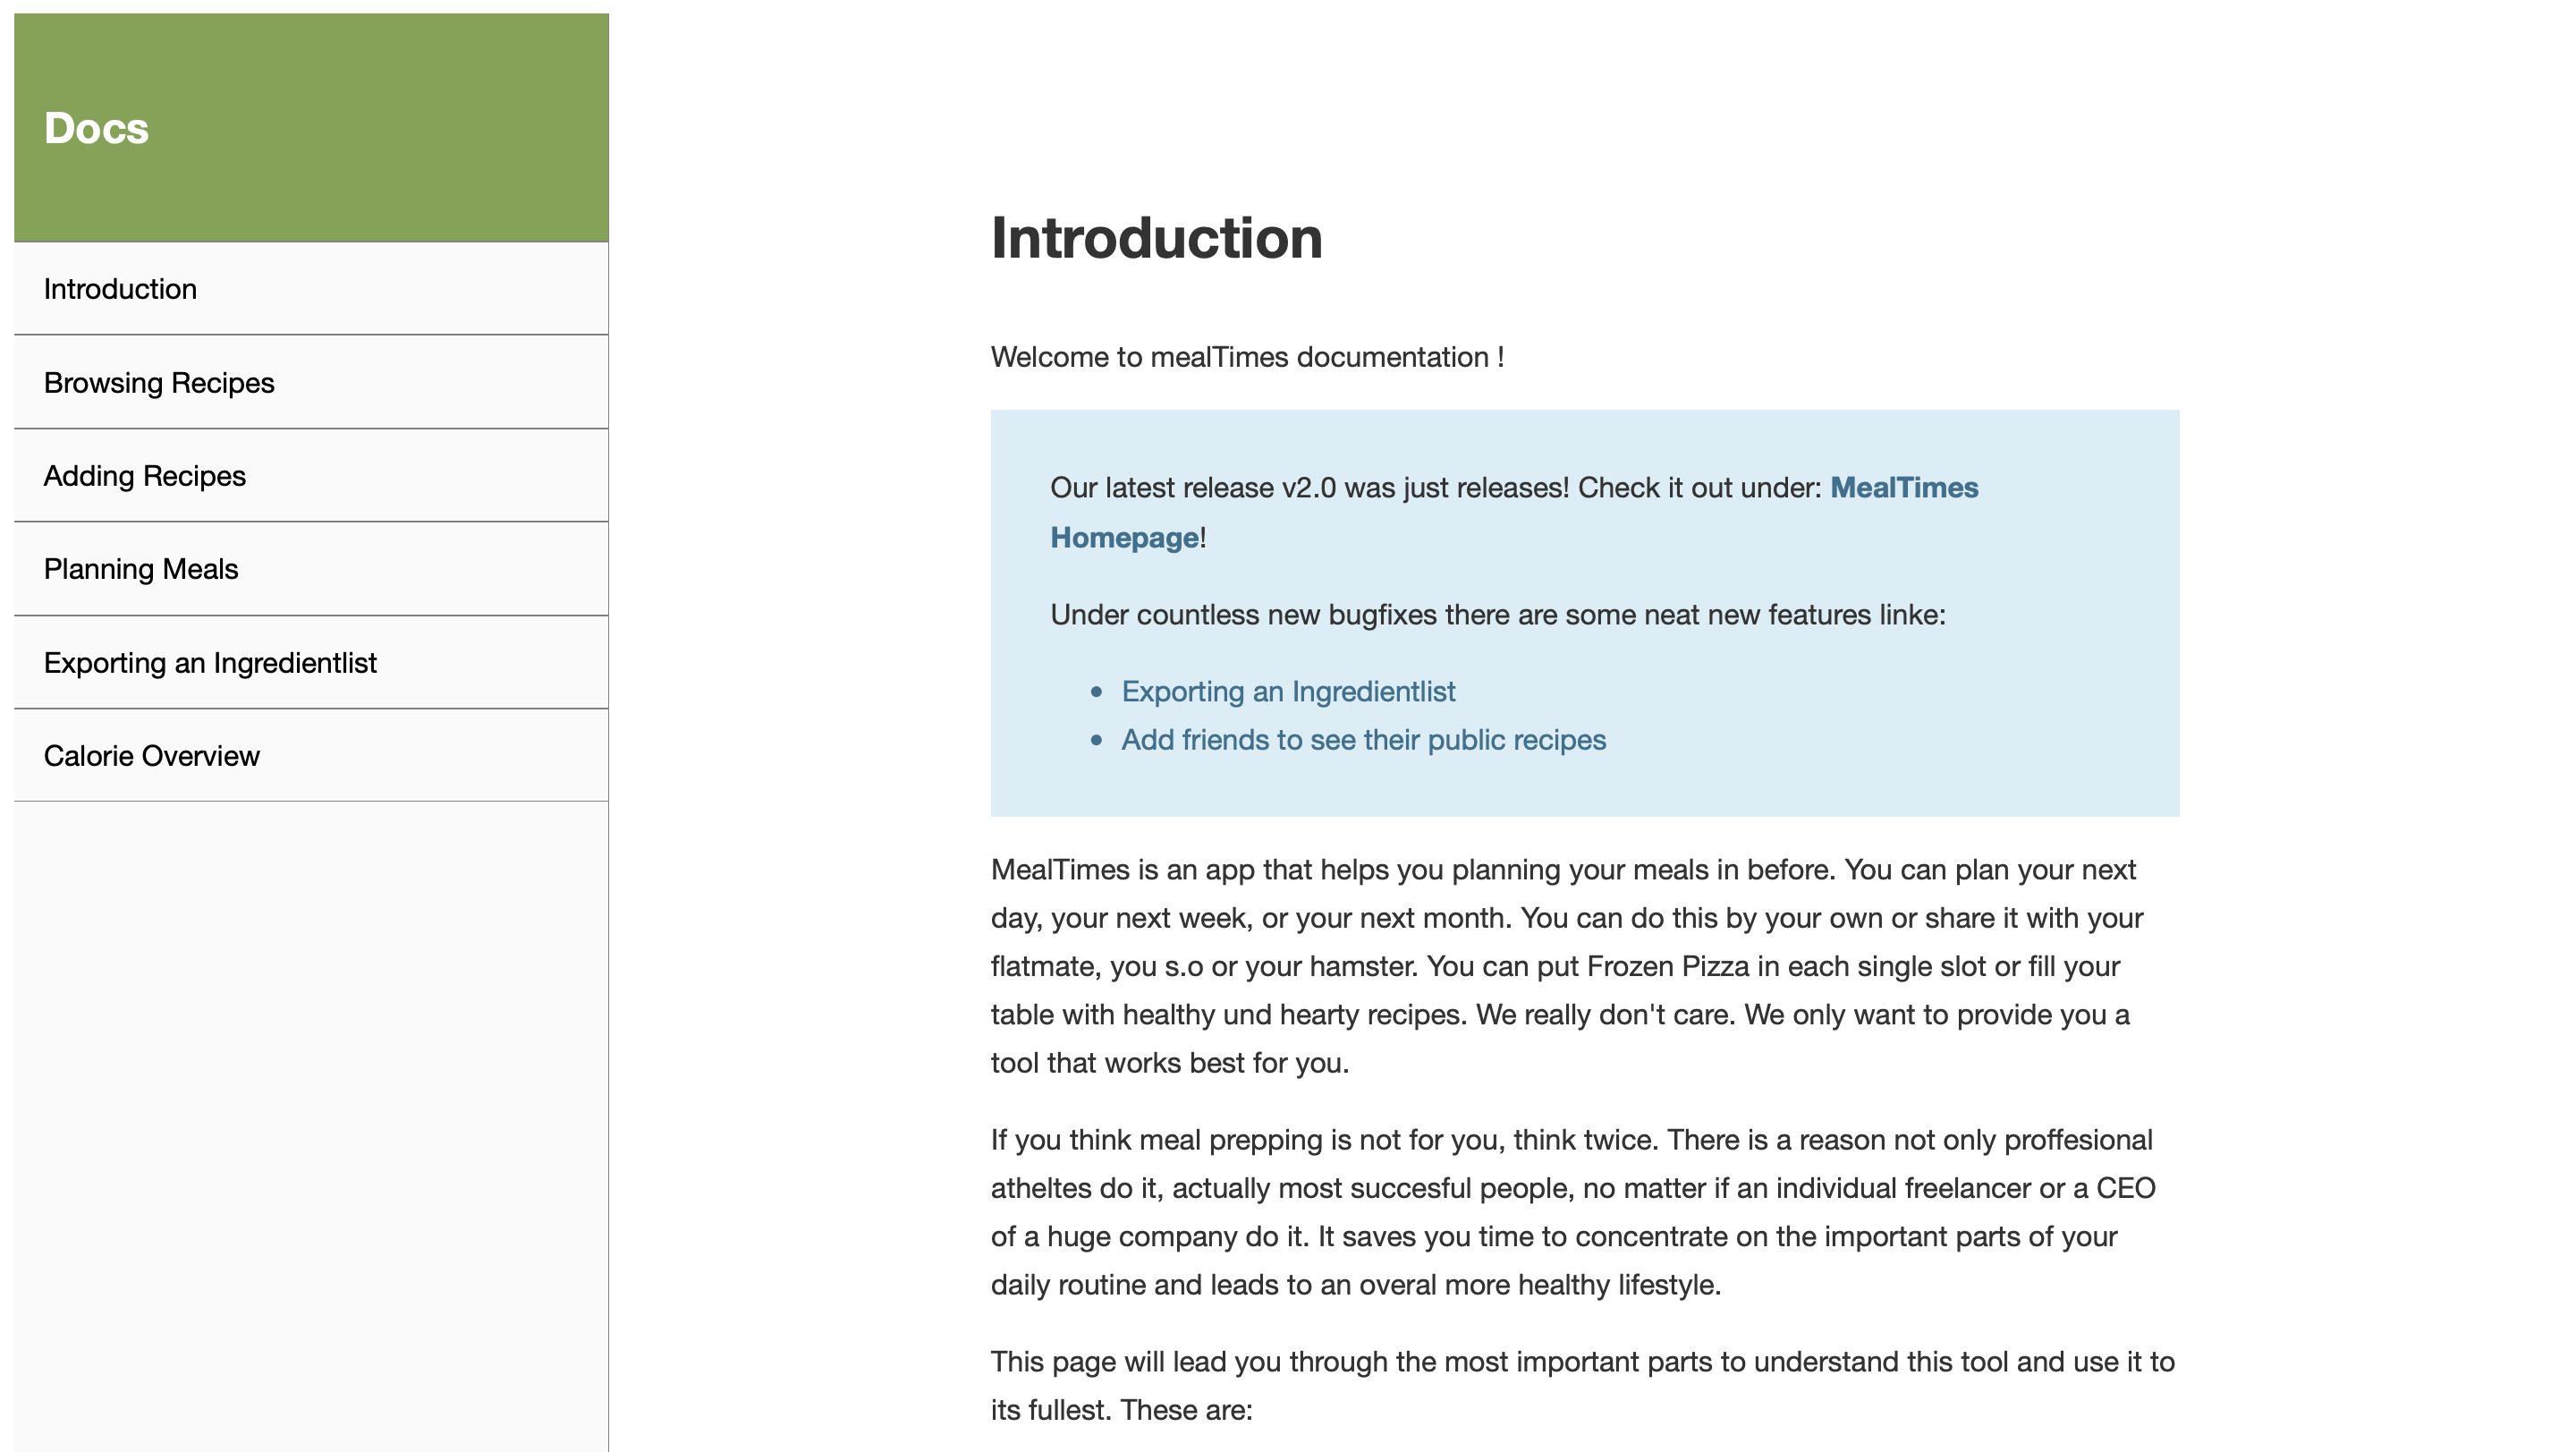 Docs
Introduction
Browsing Recipes
Adding Recipes
Planning Meals
Exporting an Ingredientlist
Calorie Overview
Introduction
Welcome to mealTimes documentation !
Our latest release v2.0 was just releases! Check it out under: MealTimes
Homepage!
Under countless new bugfixes there are some neat new features linke:
• Exporting an Ingredientlist
• Add friends to see their public recipes
MealTimes is an app that helps you planning your meals in before. You can plan your next
day, your next week, or your next month. You can do this by your own or share it with your
flatmate, you s.o or your hamster. You can put Frozen Pizza in each single slot or fill your
table with healthy und hearty recipes. We really don't care. We only want to provide you a
tool that works best for you.
If you think meal prepping is not for you, think twice. There is a reason not only proffesional
atheltes do it, actually most succesful people, no matter if an individual freelancer or a CEO
of a huge company do it. It saves you time to concentrate on the important parts of your
daily routine and leads to an overal more healthy lifestyle.
This page will lead you through the most important parts to understand this tool and use it to
its fullest. These are: